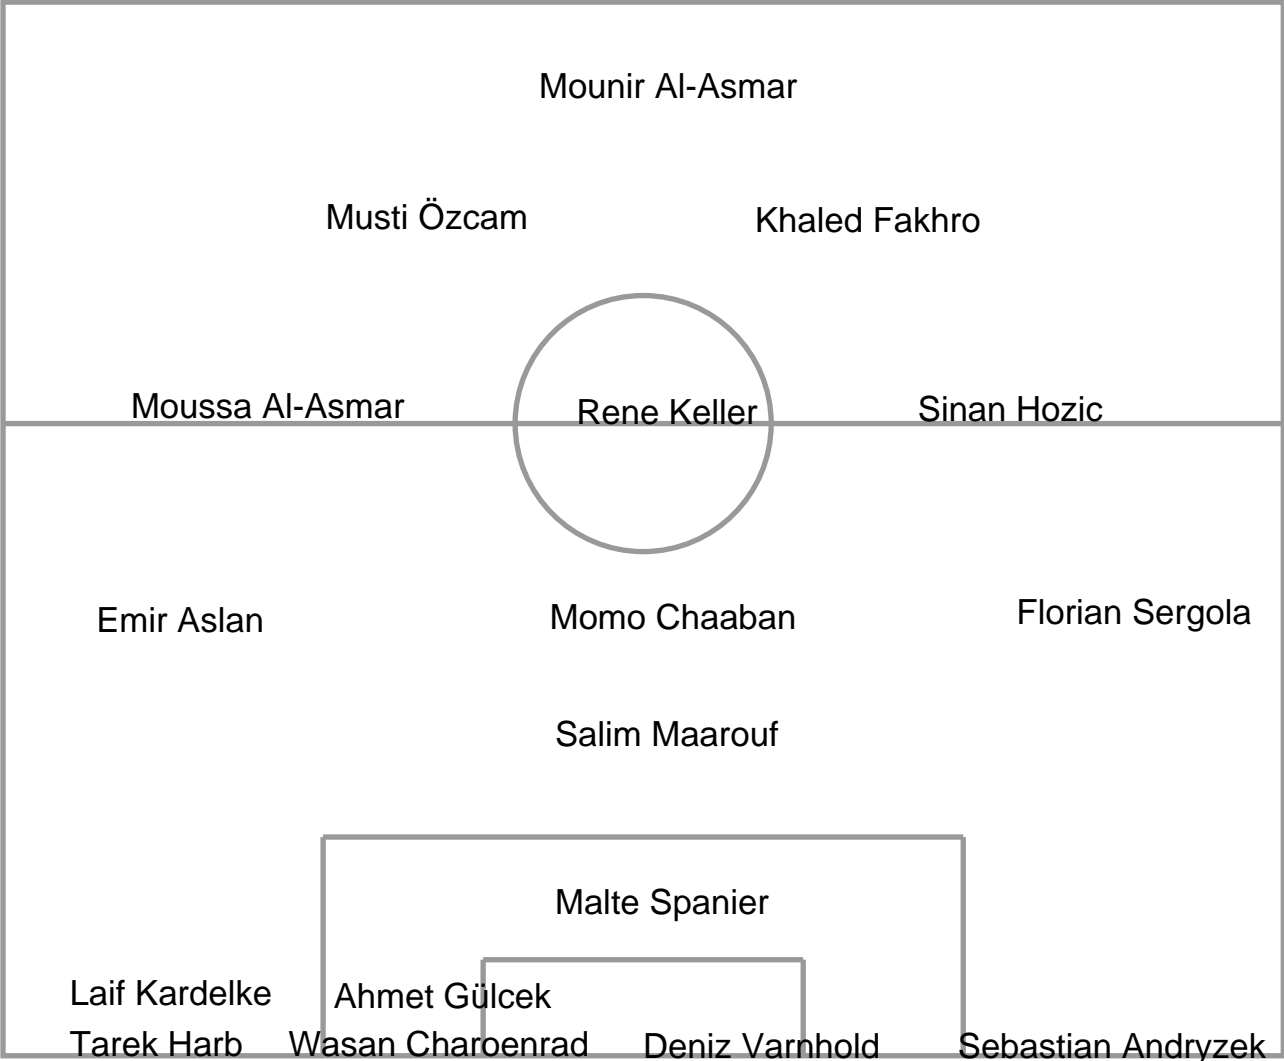 Mounir Al-Asmar
Musti Özcam
Khaled Fakhro
Moussa Al-Asmar
Rene Keller
Sinan Hozic
Emir Aslan
Momo Chaaban
Florian Sergola
Salim Maarouf
Malte Spanier
Laif Kardelke
Ahmet Gülcek
Tarek Harb
Wasan Charoenrad
Deniz Varnhold
Sebastian Andryzek